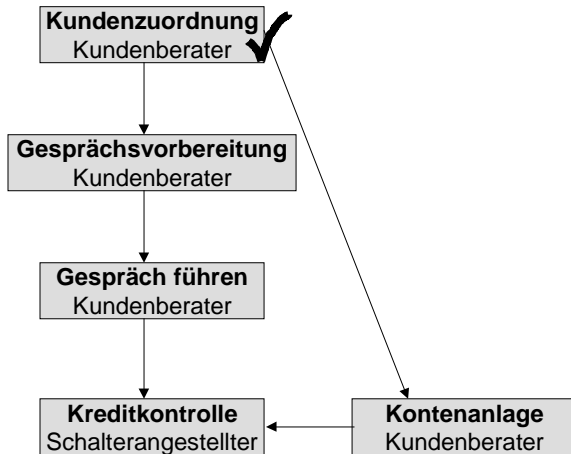 Kundenzuordnung
Kundenberater
Gesprächsvorbereitung
Kundenberater
Gespräch führen
Kundenberater
Kreditkontrolle
Schalterangestellter
Kontenanlage
Kundenberater